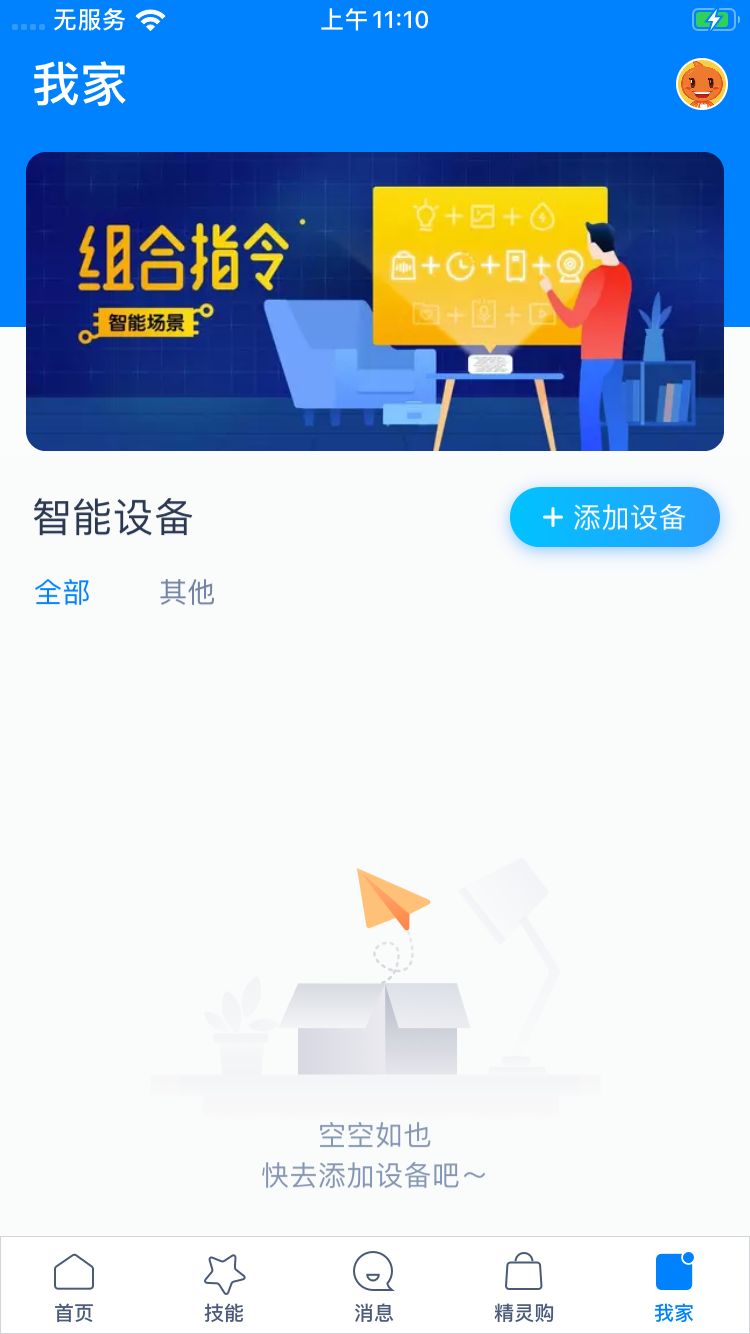 无服务
上午11:10
我家
组合指令
智能场景
智能设备
+ 添加设备
全部
其他
空空如也
快去添加设备吧～
首页
技能
消息
精灵购
我家